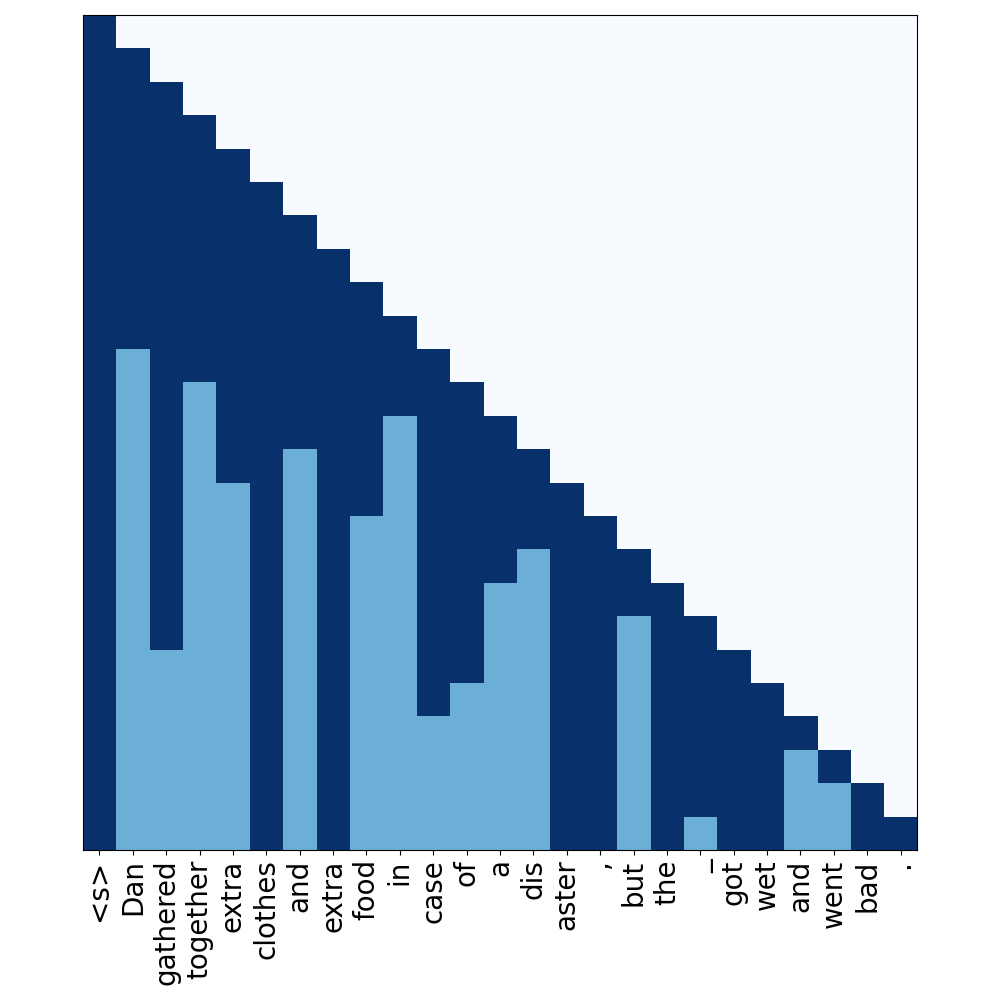 <s> Dan gathered together extra clothes and extra food in case of a dis aster , but the _ got wet and went bad .